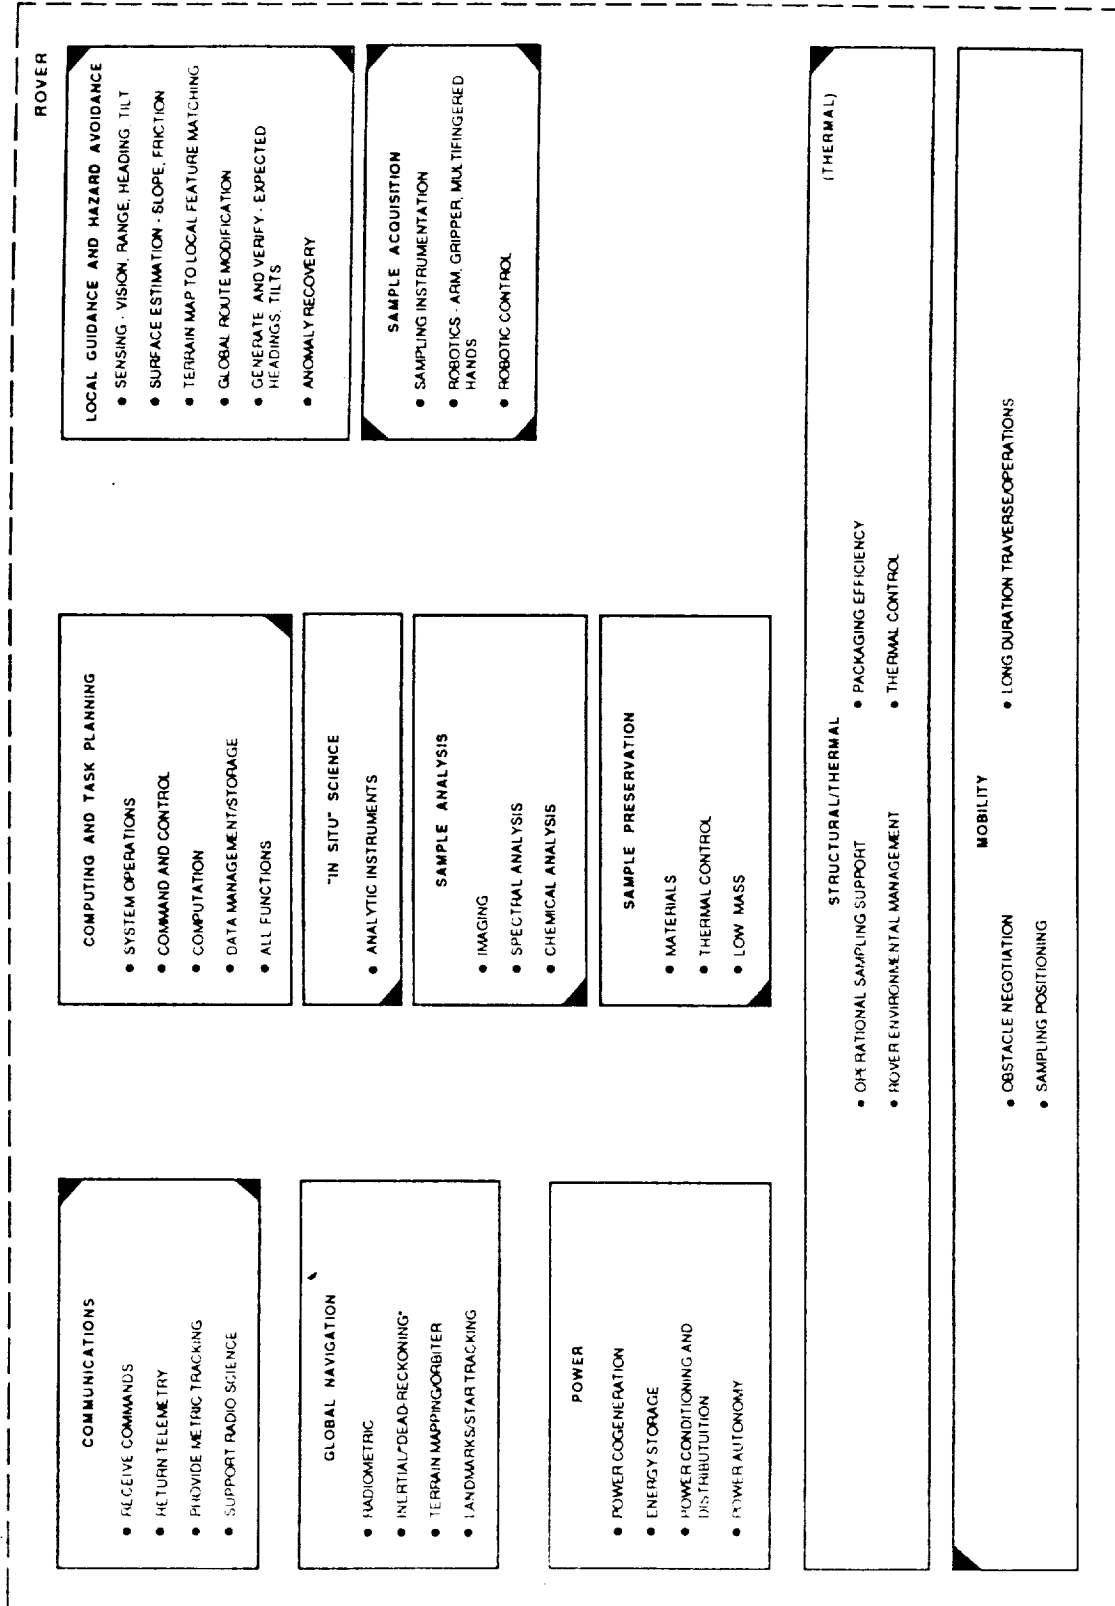 ROVER
COMMUNICATIONS
● RECEIVE COMMANDS
● RETURN TELEMETRY
● PROVIDE METRIC TRACKING
● SUPPORT RADIO SCIENCE
GLOBAL NAVIGATION
● RADIOMETRIC
● INERTIAL/"DEAD-RECKONING"
● TERRAIN MAPPING/ORBITER
● LANDMARKS/STAR TRACKING
POWER
● POWER COGENERATION
● ENERGY STORAGE
● POWER CONDITIONING AND
DISTRIBUTUITION
● POWER AUTONOMY
COMPUTING AND TASK PLANNING
● SYSTEM OPERATIONS
● COMMAND AND CONTROL
● COMPUTATION
● DATA MANAGEMENT/STORAGE
● ALL FUNCTIONS
"IN SITU" SCIENCE
● ANALYTIC INSTRUMENTS
SAMPLE ANALYSIS
● IMAGING
● SPECTRAL ANALYSIS
● CHEMICAL ANALYSIS
SAMPLE PRESERVATION
● MATERIALS
● THERMAL CONTROL
● LOW MASS
LOCAL GUIDANCE AND HAZARD AVOIDANCE
● SENSING - VISION, RANGE, HEADING, TILT
● SURFACE ESTIMATION - SLOPE, FRICTION
● TERRAIN MAP TO LOCAL FEATURE MATCHING
● GLOBAL ROUTE MODIFICATION
● GENERATE AND VERIFY - EXPECTED
HEADINGS, TILTS
● ANOMALY RECOVERY
SAMPLE ACQUISITION
● SAMPLING INSTRUMENTATION
● ROBOTICS - ARM, GRIPPER, MULTIFINGERED
HANDS
● ROBOTIC CONTROL
STRUCTURAL/THERMAL
(THERMAL)
● OPERATIONAL SAMPLING SUPPORT
● ROVER ENVIRONMENTAL MANAGEMENT
● PACKAGING EFFICIENCY
● THERMAL CONTROL
MOBILITY
● OBSTACLE NEGOTIATION
● SAMPLING POSITIONING
● LONG DURATION TRAVERSE/OPERATIONS